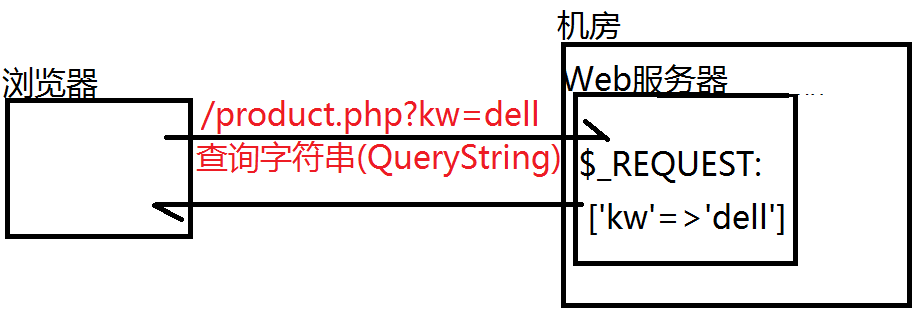 机房
浏览器
Web服务器
/product.php?kw=dell
查询字符串(QueryString)
$_REQUEST:
['kw'=>'dell']